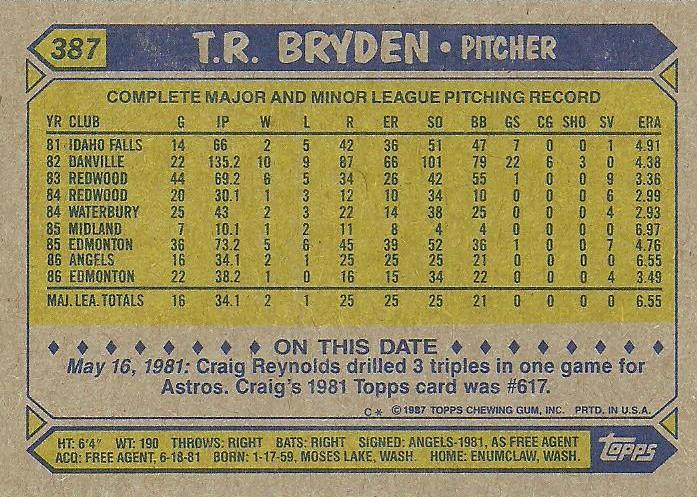 387 T.R. BRYDEN • PITCHER
COMPLETE MAJOR AND MINOR LEAGUE PITCHING RECORD
YR CLUB G IP W L R ER SO BB GS CG SHO SV ERA
81 IDAHO FALLS 14 66 2 5 42 36 51 47 7 0 0 1 4.91
82 DANVILLE 22 135.2 10 9 87 66 101 79 22 6 3 0 4.38
83 REDWOOD 44 69.2 6 5 34 26 42 55 1 0 0 9 3.36
84 REDWOOD 20 30.1 1 3 12 10 34 10 0 0 0 6 2.99
84 WATERBURY 25 43 2 3 22 14 38 25 0 0 0 4 2.93
85 MIDLAND 7 10.1 1 2 11 8 4 4 0 0 0 0 6.97
85 EDMONTON 36 73.2 5 6 45 39 52 36 1 0 0 7 4.76
86 ANGELS 16 34.1 2 1 25 25 25 21 0 0 0 0 6.55
86 EDMONTON 22 38.2 1 0 16 15 34 22 0 0 0 4 3.49
MAJ. LEA. TOTALS 16 34.1 2 1 25 25 25 21 0 0 0 0 6.55
ON THIS DATE
May 16, 1981: Craig Reynolds drilled 3 triples in one game for
Astros. Craig's 1981 Topps card was #617.
C* © 1987 TOPPS CHEWING GUM, INC. PRTD. IN U.S.A.
HT: 6'4" WT: 190 THROWS: RIGHT BATS: RIGHT SIGNED: ANGELS-1981, AS FREE AGENT
ACQ: FREE AGENT, 6-18-81 BORN: 1-17-59, MOSES LAKE, WASH. HOME: ENUMCLAW, WASH.
TOPPS